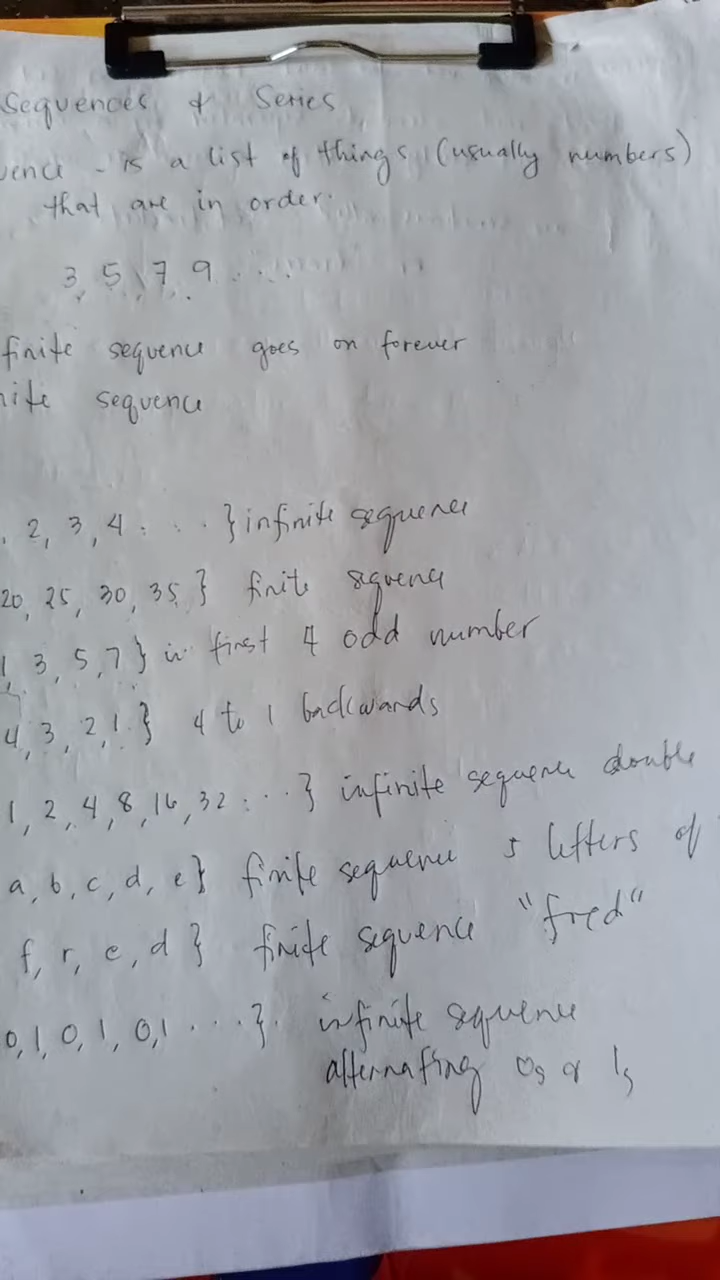 Sequences & Series
uence - is a list of things (usually numbers)
that are in order.
3, 5, 7, 9 ....
finite sequence goes on forever
nite sequence
, 2, 3, 4 . . . } infinite sequence
20, 25, 30, 35 } finite sequence
1, 3, 5, 7 } is first 4 odd number
4, 3, 2, 1 } 4 to 1 backwards
1, 2, 4, 8, 16, 32 : . . } infinite sequence double
a, b, c, d, e } finite sequence 5 letters of
f, r, e, d } finite sequence "fred"
0, 1, 0, 1, 0, 1 . . . }. infinite sequence
alternating 0s & 1s